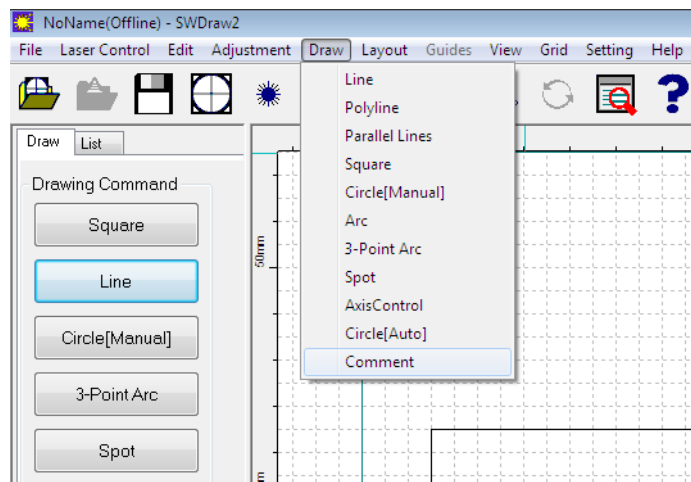 NoName(Offline) - SWDraw2
File Laser Control Edit Adjustment Draw Layout Guides View Grid Setting Help
Line
Polyline
Parallel Lines
Square
Circle[Manual]
Arc
3-Point Arc
Spot
AxisControl
Circle[Auto]
Comment
Draw List
Drawing Command
Square
Line
Circle[Manual]
3-Point Arc
Spot
50mm